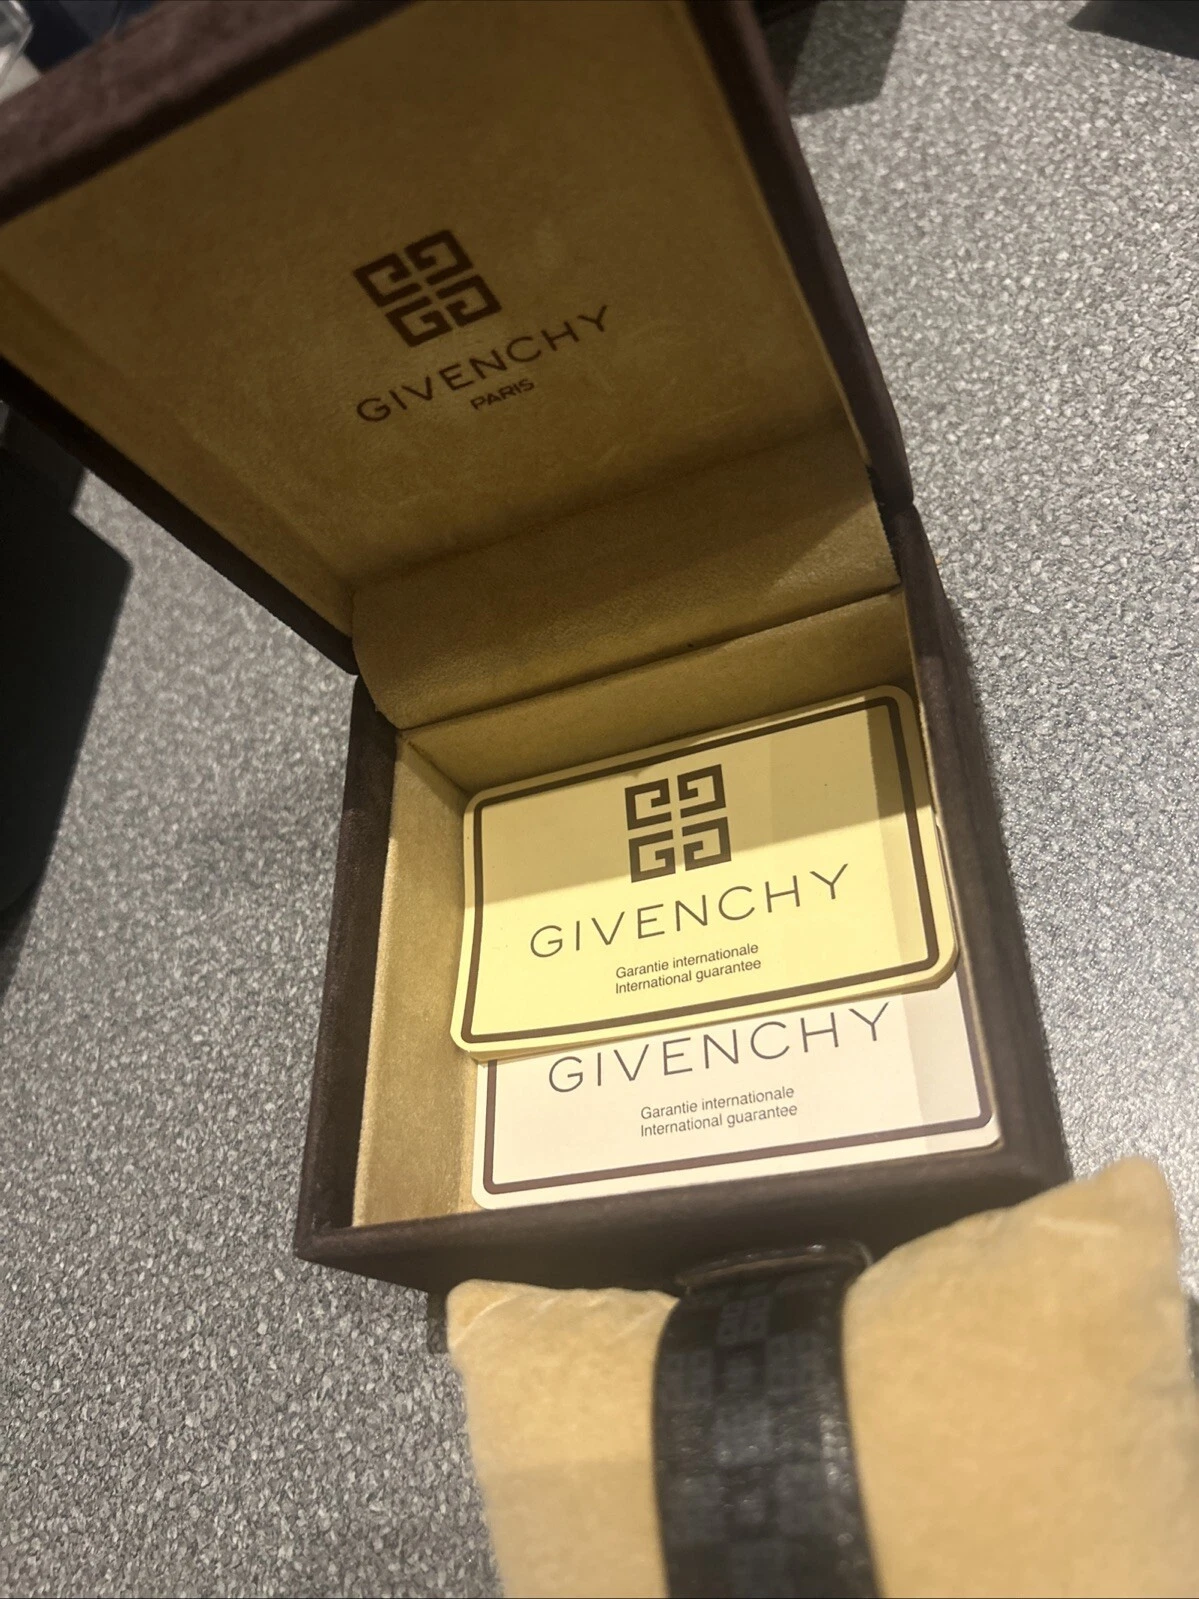 GIVENCHY
PARIS
GIVENCHY
Garantie internationale
International guarantee
GIVENCHY
Garantie internationale
International guarantee